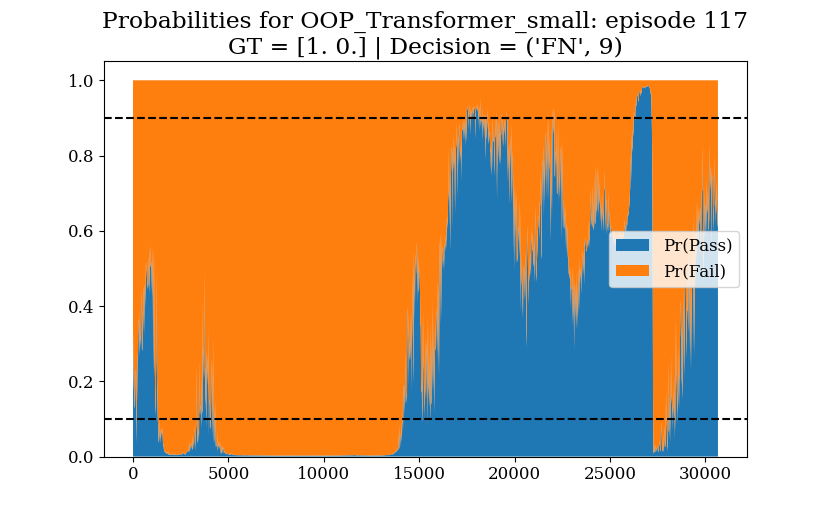 Probabilities for OOP_Transformer_small: episode 117
GT = [1. 0.] | Decision = ('FN', 9)
1.0
0.8
0.6
0.4
0.2
0.0
Pr(Pass)
Pr(Fail)
0 5000 10000 15000 20000 25000 30000